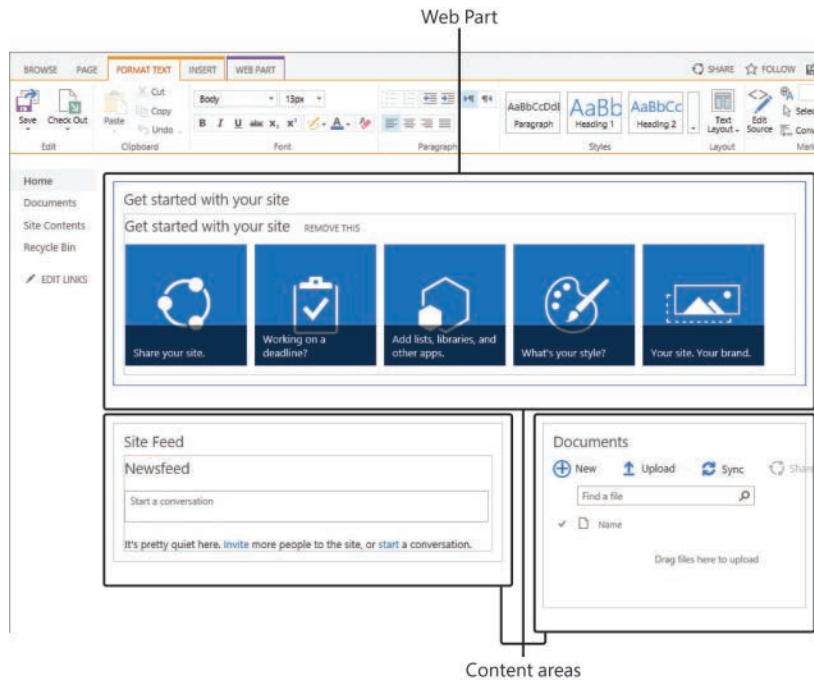 Web Part
BROWSE PAGE FORMAT TEXT INSERT WEB PART SHARE FOLLOW
Save Check Out Paste Cut Copy Undo
Body 13px
B I U abc X₂ X²
AaBbCcDdI AaBb AaBbCc
Paragraph Heading 1 Heading 2
Text Layout Edit Source
Edit Clipboard Font Paragraph Styles Layout
Home
Documents
Site Contents
Recycle Bin
EDIT LINKS
Get started with your site
Get started with your site REMOVE THIS
Share your site.
Working on a
deadline?
Add lists, libraries, and
other apps.
What's your style?
Your site. Your brand.
Site Feed
Newsfeed
Start a conversation
It's pretty quiet here. Invite more people to the site, or start a conversation.
Documents
New Upload Sync Share
Find a file
Name
Drag files here to upload
Content areas